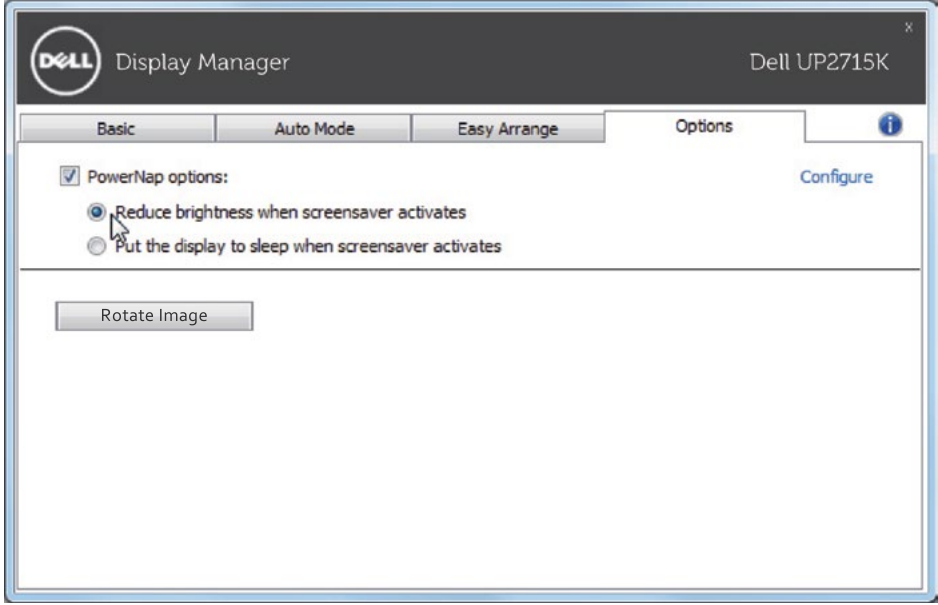 x
DELL Display Manager Dell UP2715K
Basic Auto Mode Easy Arrange Options i
PowerNap options: Configure
Reduce brightness when screensaver activates
Put the display to sleep when screensaver activates
Rotate Image